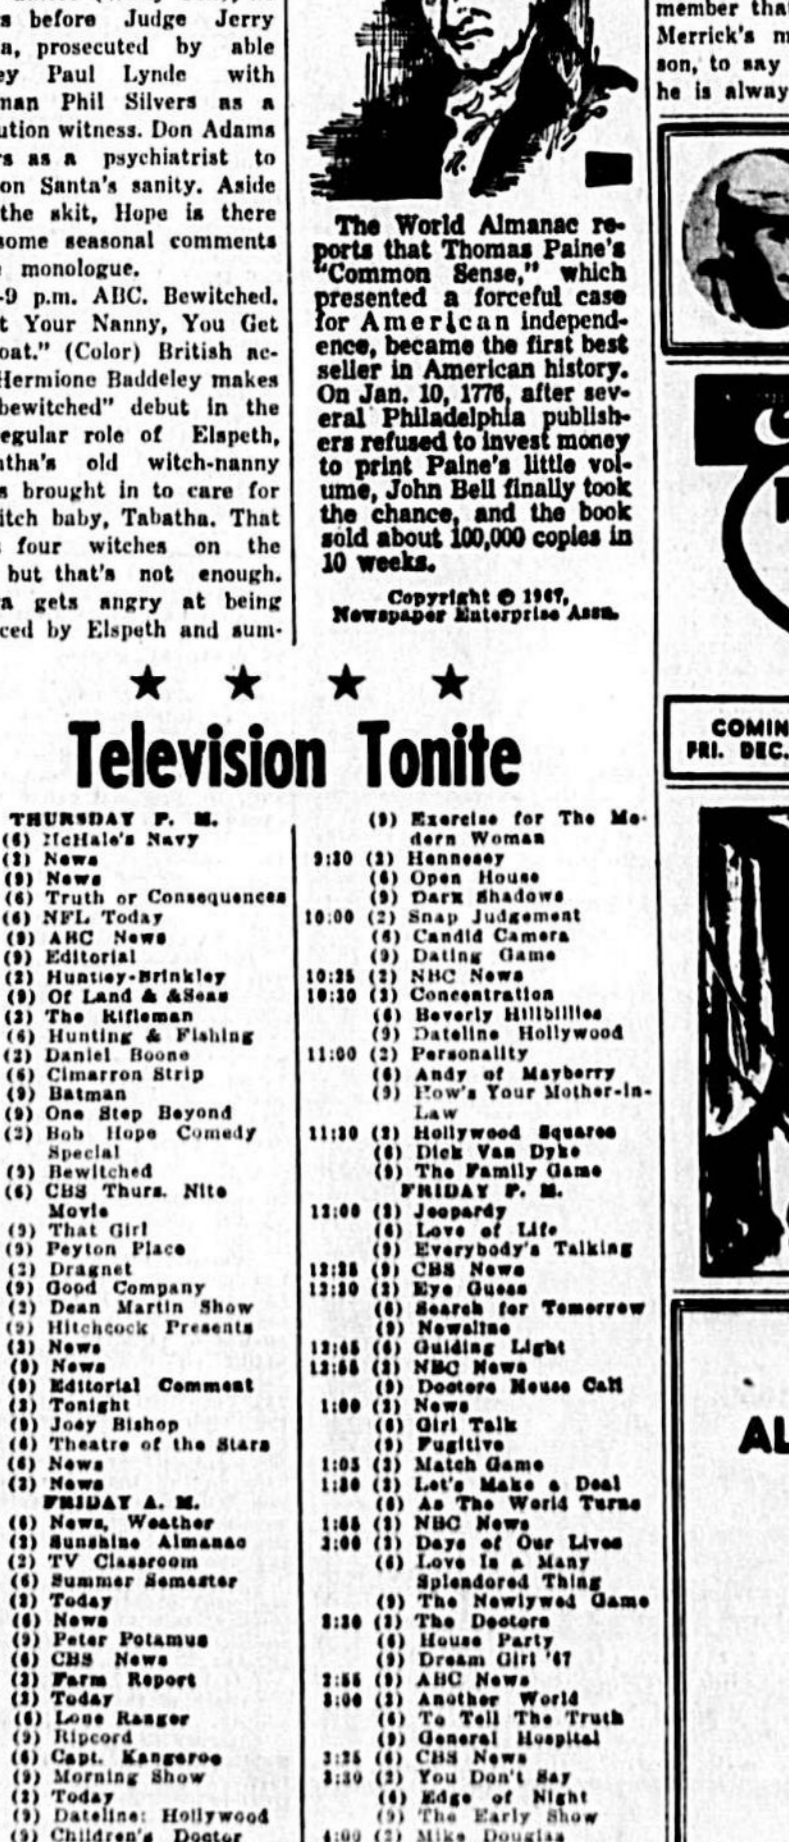 s before Judge Jerry
a, prosecuted by able
ey Paul Lynde with
man Phil Silvers as a
ution witness. Don Adams
rs as a psychiatrist to
on Santa's sanity. Aside
the skit, Hope is there
some seasonal comments
monologue.
-9 p.m. ABC. Bewitched.
t Your Nanny, You Get
oat." (Color) British ac-
Hermione Baddeley makes
bewitched" debut in the
egular role of Elspeth,
ntha's old witch-nanny
s brought in to care for
itch baby, Tabatha. That
four witches on the
but that's not enough.
a gets angry at being
ced by Elspeth and sum-
The World Almanac re-
ports that Thomas Paine's
"Common Sense," which
presented a forceful case
for American independ-
ence, became the first best
seller in American history.
On Jan. 10, 1776, after sev-
eral Philadelphia publish-
ers refused to invest money
to print Paine's little vol-
ume, John Bell finally took
the chance, and the book
sold about 100,000 copies in
10 weeks.
Copyright © 1967,
Newspaper Enterprise Assn.
member that
Merrick's m
son, to say
he is alway
COMIN
FRI. DEC.
AL
Television Tonite
THURSDAY P. M.
(6) McHale's Navy
(2) News
(9) News
(6) Truth or Consequences
(6) NFL Today
(9) ABC News
(9) Editorial
(2) Huntley-Brinkley
(9) Of Land & &Seas
(2) The Rifleman
(6) Hunting & Fishing
(2) Daniel Boone
(6) Cimarron Strip
(9) Batman
(9) One Step Beyond
(2) Bob Hope Comedy
Special
(9) Bewitched
(6) CBS Thurs. Nite
Movie
(9) That Girl
(9) Peyton Place
(2) Dragnet
(9) Good Company
(2) Dean Martin Show
(9) Hitchcock Presents
(2) News
(9) News
(9) Editorial Comment
(2) Tonight
(9) Joey Bishop
(6) Theatre of the Stars
(6) News
(2) News
FRIDAY A. M.
(6) News, Weather
(2) Sunshine Almanac
(2) TV Classroom
(6) Summer Semester
(2) Today
(6) News
(9) Peter Potamus
(6) CBS News
(2) Farm Report
(2) Today
(6) Lone Ranger
(9) Ripcord
(6) Capt. Kangaroo
(9) Morning Show
(2) Today
(9) Dateline: Hollywood
(9) Children's Doctor
(9) Exercise for The Mo-
dern Woman
9:30 (2) Hennesey
(6) Open House
(9) Dark Shadows
10:00 (2) Snap Judgement
(6) Candid Camera
(9) Dating Game
10:25 (2) NBC News
10:30 (2) Concentration
(6) Beverly Hillbillies
(9) Dateline Hollywood
11:00 (2) Personality
(6) Andy of Mayberry
(9) How's Your Mother-in-
Law
11:30 (2) Hollywood Squares
(6) Dick Van Dyke
(9) The Family Game
FRIDAY P. M.
12:00 (2) Jeopardy
(6) Love of Life
(9) Everybody's Talking
12:25 (9) CBS News
12:30 (2) Eye Guess
(6) Search for Tomorrow
(9) Newsline
12:45 (6) Guiding Light
12:55 (2) NBC News
(9) Doctors House Call
1:00 (2) News
(6) Girl Talk
(9) Fugitive
1:05 (2) Match Game
1:30 (2) Let's Make a Deal
(6) As The World Turns
1:55 (2) NBC News
2:00 (2) Days of Our Lives
(6) Love Is a Many
Splendored Thing
(9) The Newlywed Game
2:30 (2) The Doctors
(6) House Party
(9) Dream Girl '67
2:55 (9) ABC News
3:00 (2) Another World
(6) To Tell The Truth
(9) General Hospital
3:25 (6) CBS News
3:30 (2) You Don't Say
(6) Edge of Night
(9) The Early Show
4:00 (2) Mike Douglas